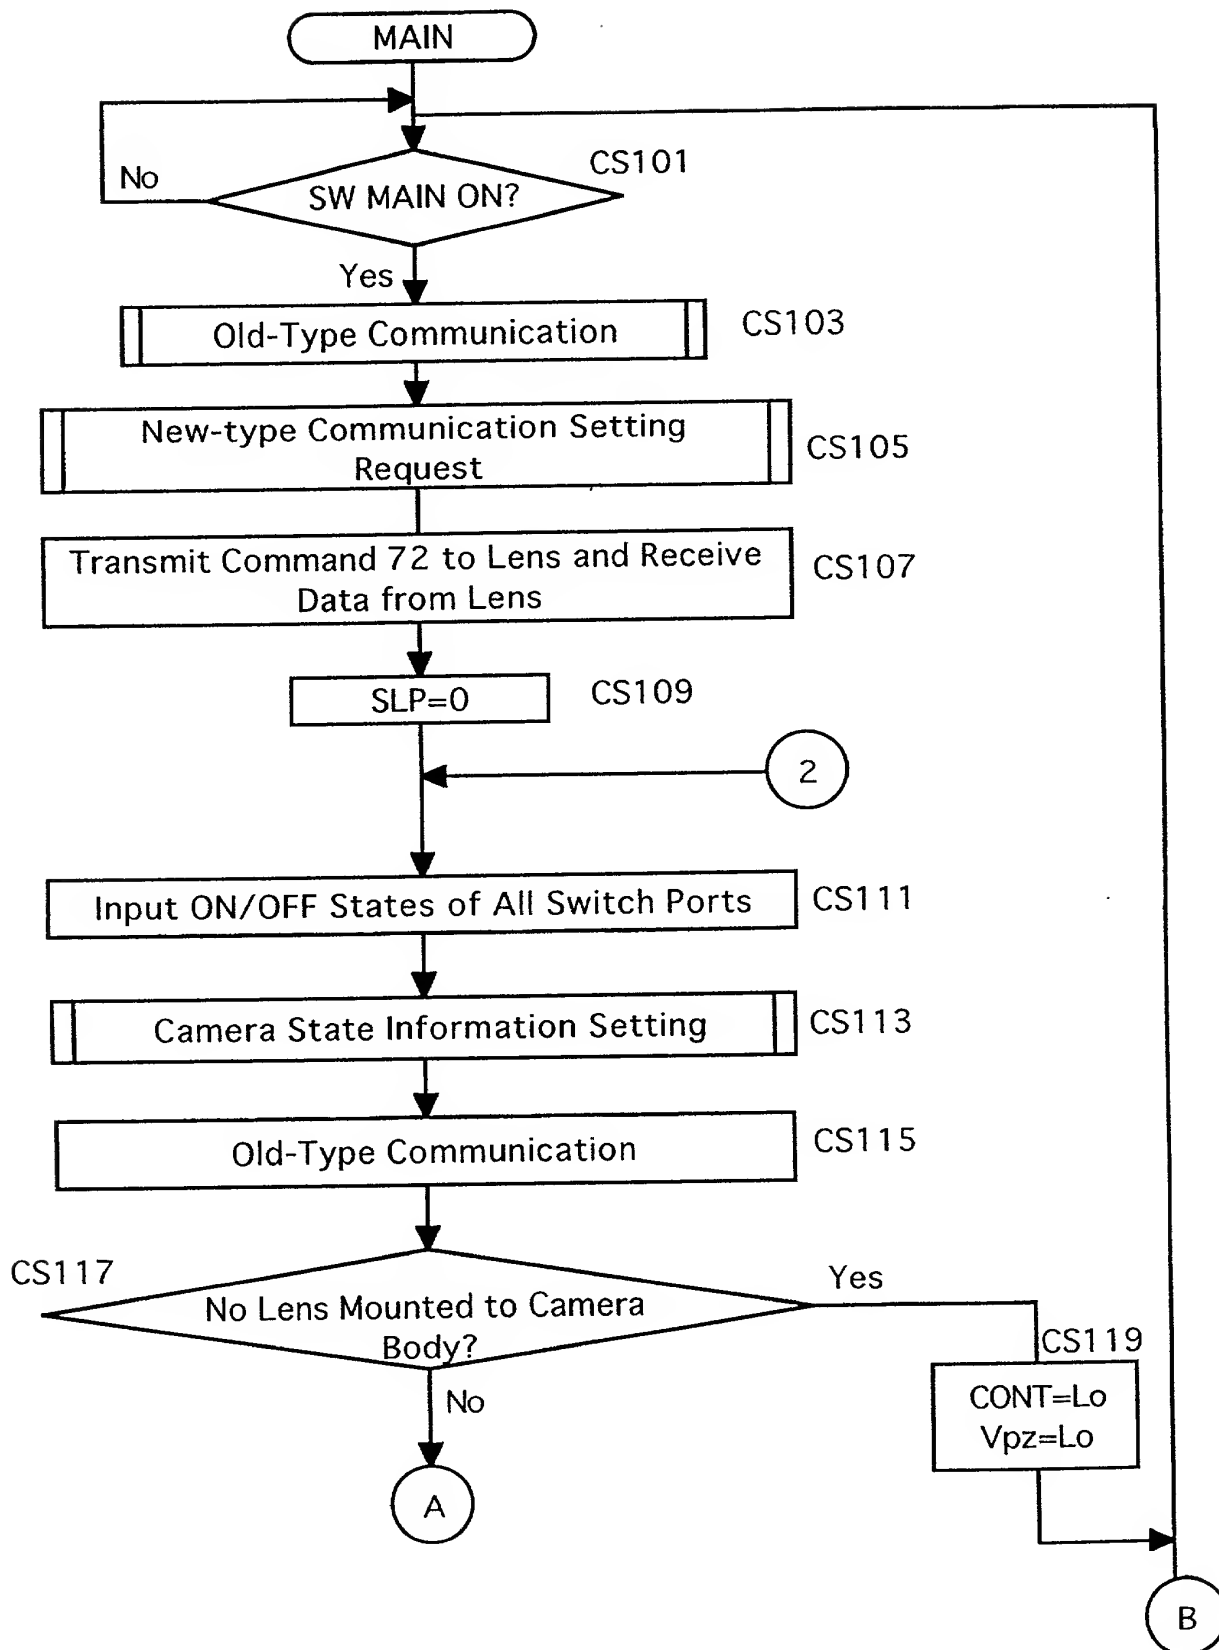 MAIN
CS101
No
SW MAIN ON?
Yes
Old-Type Communication
CS103
New-type Communication Setting
Request
CS105
Transmit Command 72 to Lens and Receive
Data from Lens
CS107
SLP=0
CS109
2
Input ON/OFF States of All Switch Ports
CS111
Camera State Information Setting
CS113
Old-Type Communication
CS115
CS117
No Lens Mounted to Camera
Body?
Yes
CS119
CONT=Lo
Vpz=Lo
No
A
B